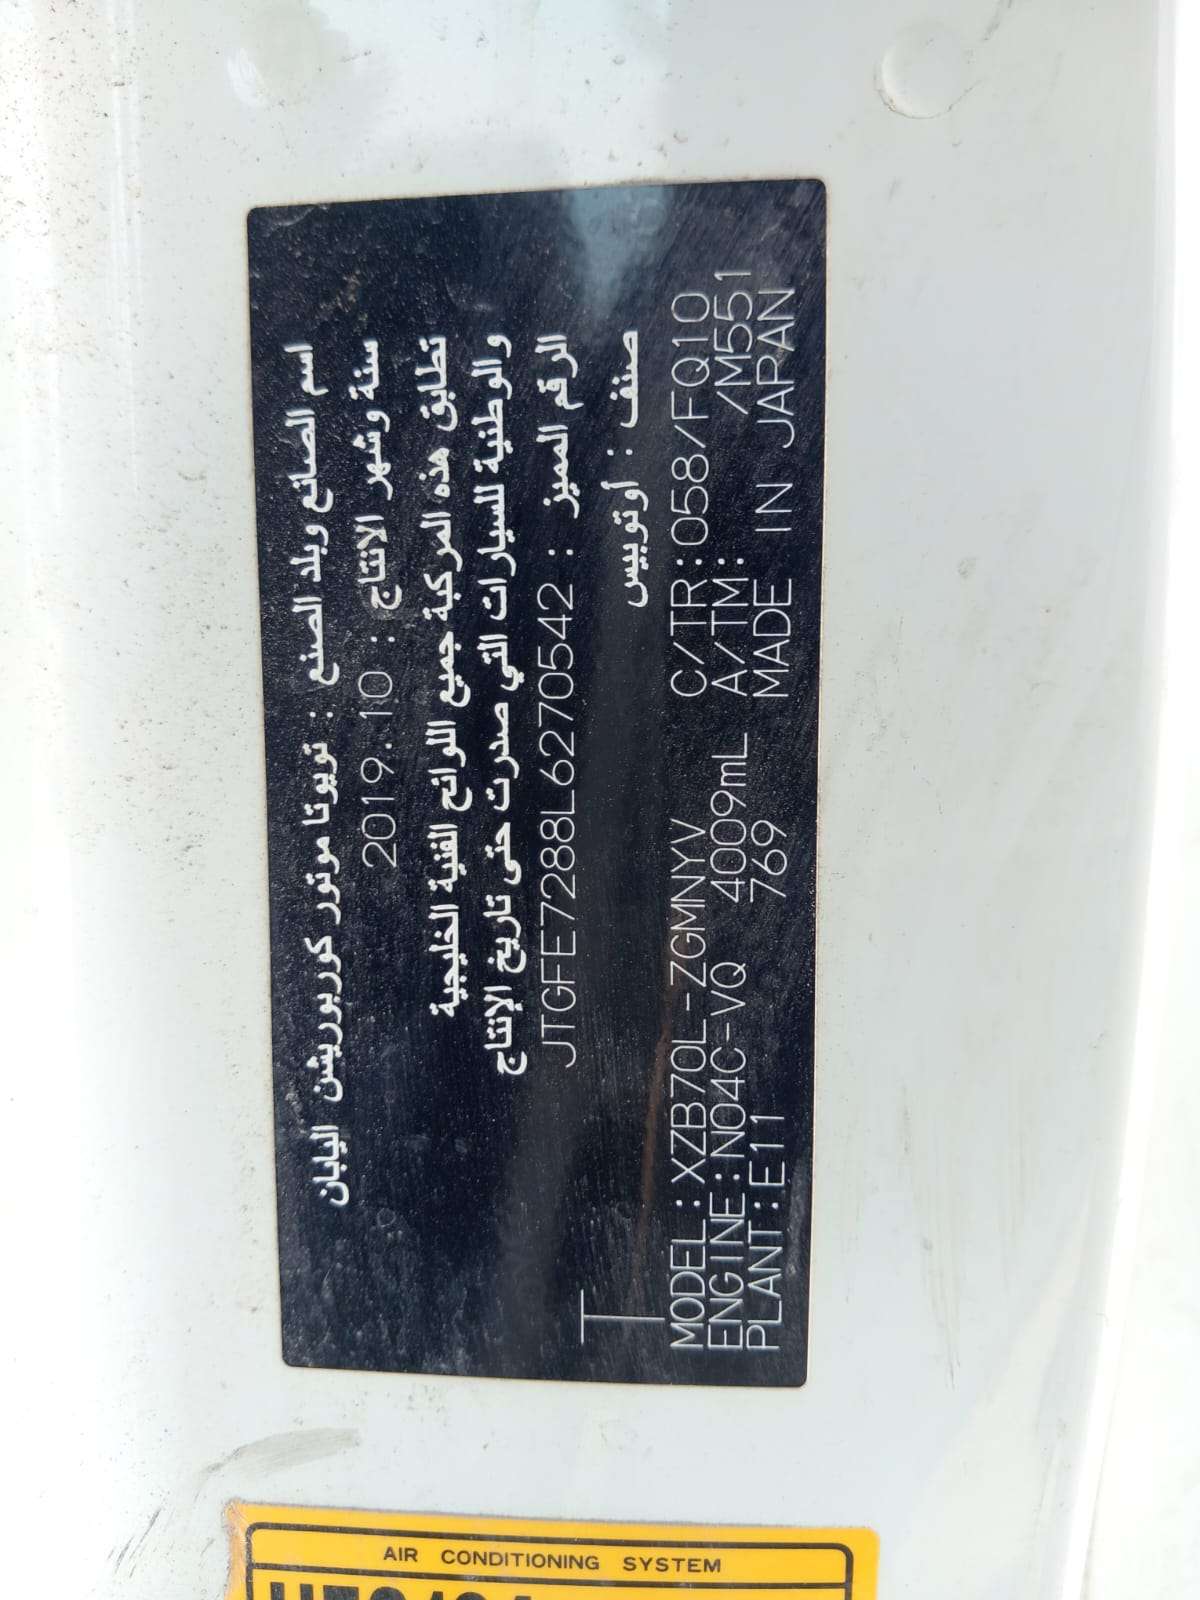 اسم الصانع وبلد الصنع : تويوتا موتور كوربوريشن اليابان
سنة وشهر الانتاج : 2019.10
تطابق هذه المركبة جميع اللوائح الفنية الخليجية
والوطنية للسيارات التي صدرت حتى تاريخ الإنتاج
الرقم المميز : JTGFE7288L6270542
صنف : أوتوبيس
T
MODEL:XZB70L-ZGMNYV C/TR:058/FQ10
ENGINE:N04C-VQ 4009mL A/TM: /M551
PLANT:E11 769 MADE IN JAPAN
AIR CONDITIONING SYSTEM